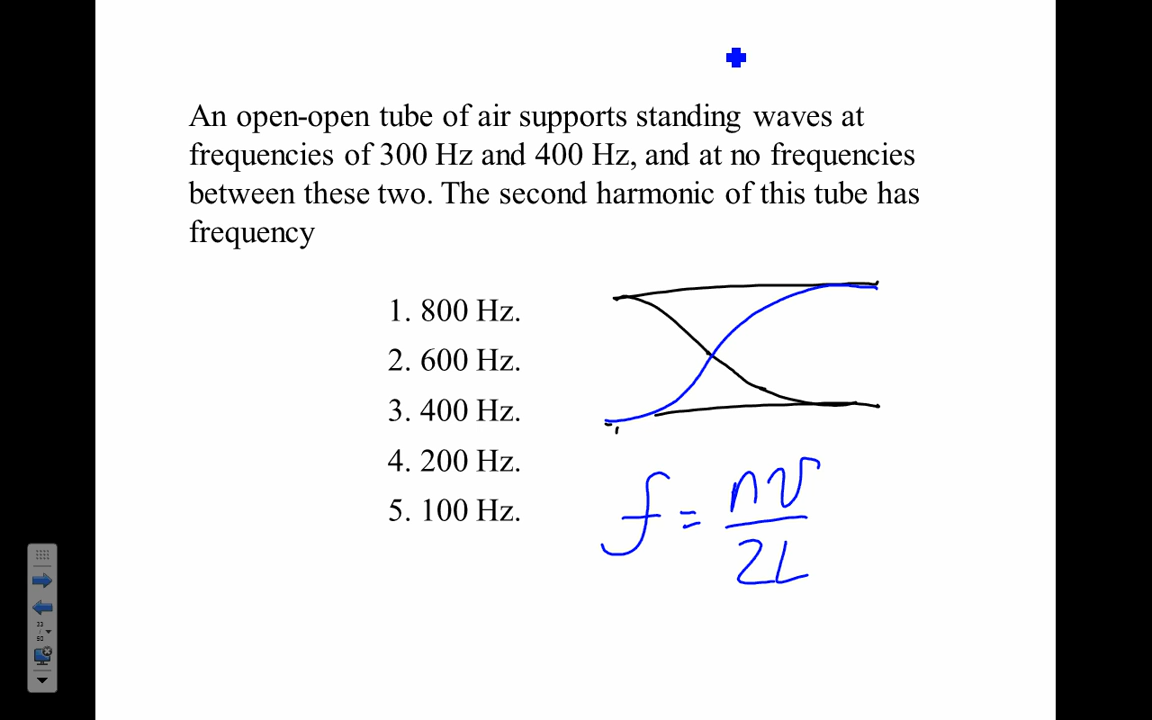 An open-open tube of air supports standing waves at
frequencies of 300 Hz and 400 Hz, and at no frequencies
between these two. The second harmonic of this tube has
frequency
1. 800 Hz.
2. 600 Hz.
3. 400 Hz.
4. 200 Hz.
5. 100 Hz.
f = nv
2L
33
/
50